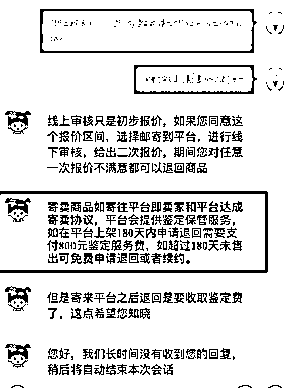 线上审核只是初步报价，如果您同意这
个报价区间，选择邮寄到平台，进行线
下审核，给出二次报价，期间您对任意
一次报价不满意都可以退回商品
寄卖商品如寄往平台即卖家和平台达成
寄卖协议，平台会提供鉴定保管服务，
如在平台上架180天内申请退回需要支
付800元鉴定服务费，如超过180天未售
出可免费申请退回或者续约。
但是寄来平台之后返回是要收取鉴定费
了，这点希望您知晓
您好，我们长时间没有收到您的回复，
稍后将自动结束本次会话